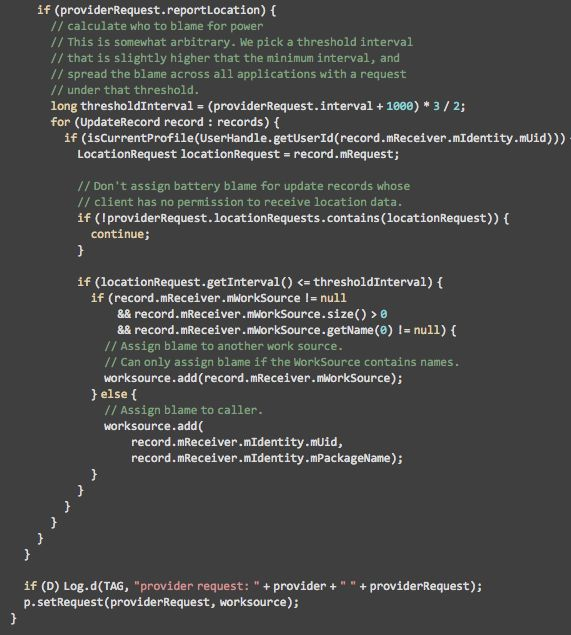 if (providerRequest.reportLocation) {
// calculate who to blame for power
// This is somewhat arbitrary. We pick a threshold interval
// that is slightly higher that the minimum interval, and
// spread the blame across all applications with a request
// under that threshold.
long thresholdInterval = (providerRequest.interval + 1000) * 3 / 2;
for (UpdateRecord record : records) {
if (isCurrentProfile(UserHandle.getUserId(record.mReceiver.mIdentity.mUid)))
LocationRequest locationRequest = record.mRequest;
// Don't assign battery blame for update records whose
// client has no permission to receive location data.
if (!providerRequest.locationRequests.contains(locationRequest)) {
continue;
}
if (locationRequest.getInterval() <= thresholdInterval) {
if (record.mReceiver.mWorkSource != null
&& record.mReceiver.mWorkSource.size() > 0
&& record.mReceiver.mWorkSource.getName(0) != null) {
// Assign blame to another work source.
// Can only assign blame if the WorkSource contains names.
worksource.add(record.mReceiver.mWorkSource);
} else {
// Assign blame to caller.
worksource.add(
record.mReceiver.mIdentity.mUid,
record.mReceiver.mIdentity.mPackageName);
}
}
}
}
}
}
if (D) Log.d(TAG, "provider request: " + provider + " " + providerRequest);
p.setRequest(providerRequest, worksource);
}